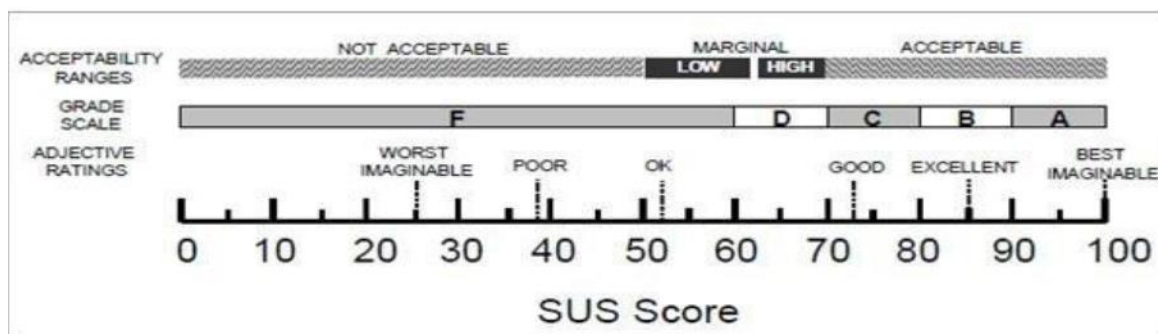 NOT ACCEPTABLE MARGINAL ACCEPTABLE
ACCEPTABILITY RANGES LOW HIGH
GRADE SCALE F D C B A
ADJECTIVE RATINGS WORST IMAGINABLE POOR OK GOOD EXCELLENT BEST IMAGINABLE
0 10 20 30 40 50 60 70 80 90 100
SUS Score